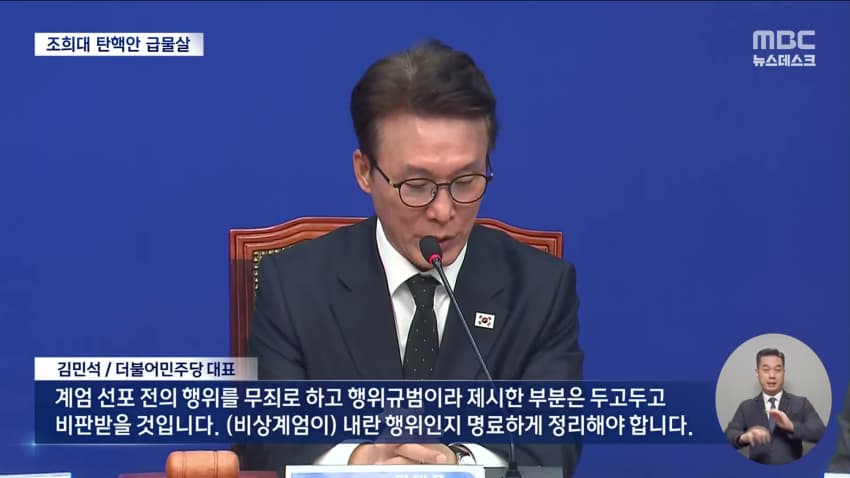 조희대 탄핵안 급물살
MBC
뉴스데스크
김민석 / 더불어민주당 대표
계엄 선포 전의 행위를 무죄로 하고 행위규범이라 제시한 부분은 두고두고
비판받을 것입니다. (비상계엄이) 내란 행위인지 명료하게 정리해야 합니다.